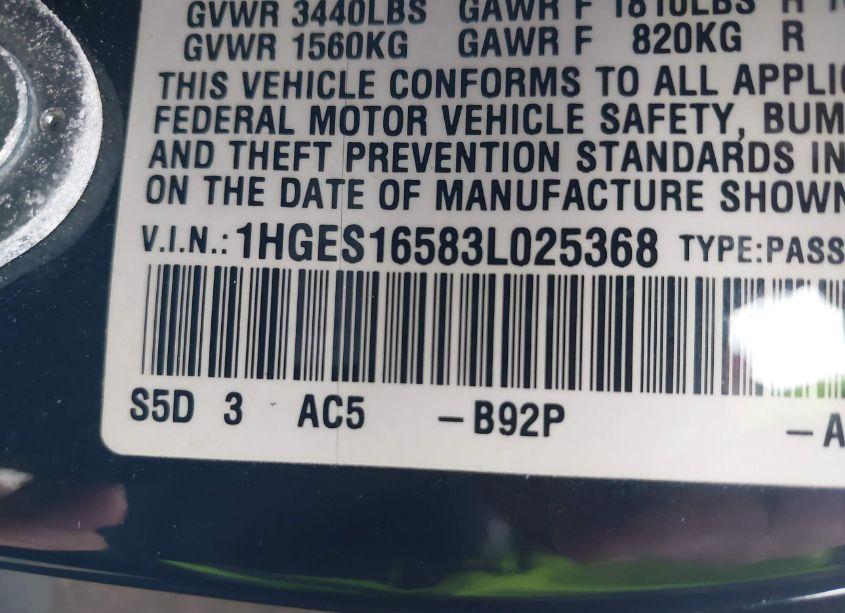 GVWR 3440LBS GAWR F 1810LBS R
GVWR 1560KG GAWR F 820KG R
THIS VEHICLE CONFORMS TO ALL APPLIC
FEDERAL MOTOR VEHICLE SAFETY, BUM
AND THEFT PREVENTION STANDARDS IN
ON THE DATE OF MANUFACTURE SHOWN
V.I.N.: 1HGES16583L025368 TYPE:PASS
S5D 3 AC5 -B92P -A